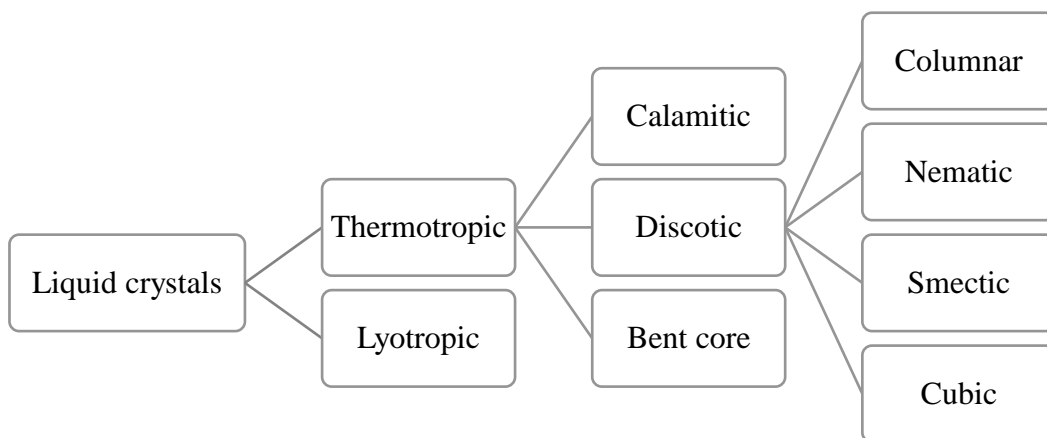 Liquid crystals
Thermotropic
Lyotropic
Calamitic
Discotic
Bent core
Columnar
Nematic
Smectic
Cubic